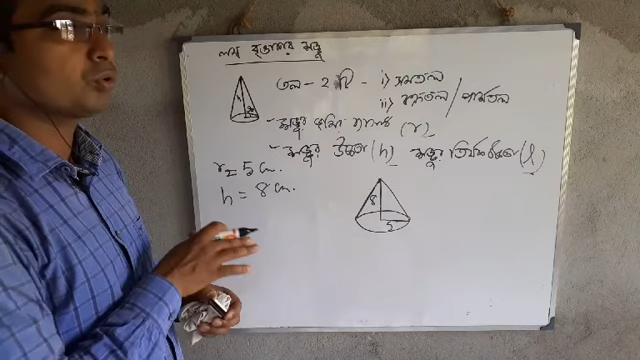 লম্ব বৃত্তাকার শঙ্কু
তল - 2 টি - i) সমতল
ii) বক্রতল / পার্শ্বতল
- শঙ্কুর ভূমির ব্যাসার্ধ (r)
- শঙ্কুর উচ্চতা (h) শঙ্কুর তির্যক উচ্চতা (l)
r = 5 cm.
h = 8 cm.
8
5